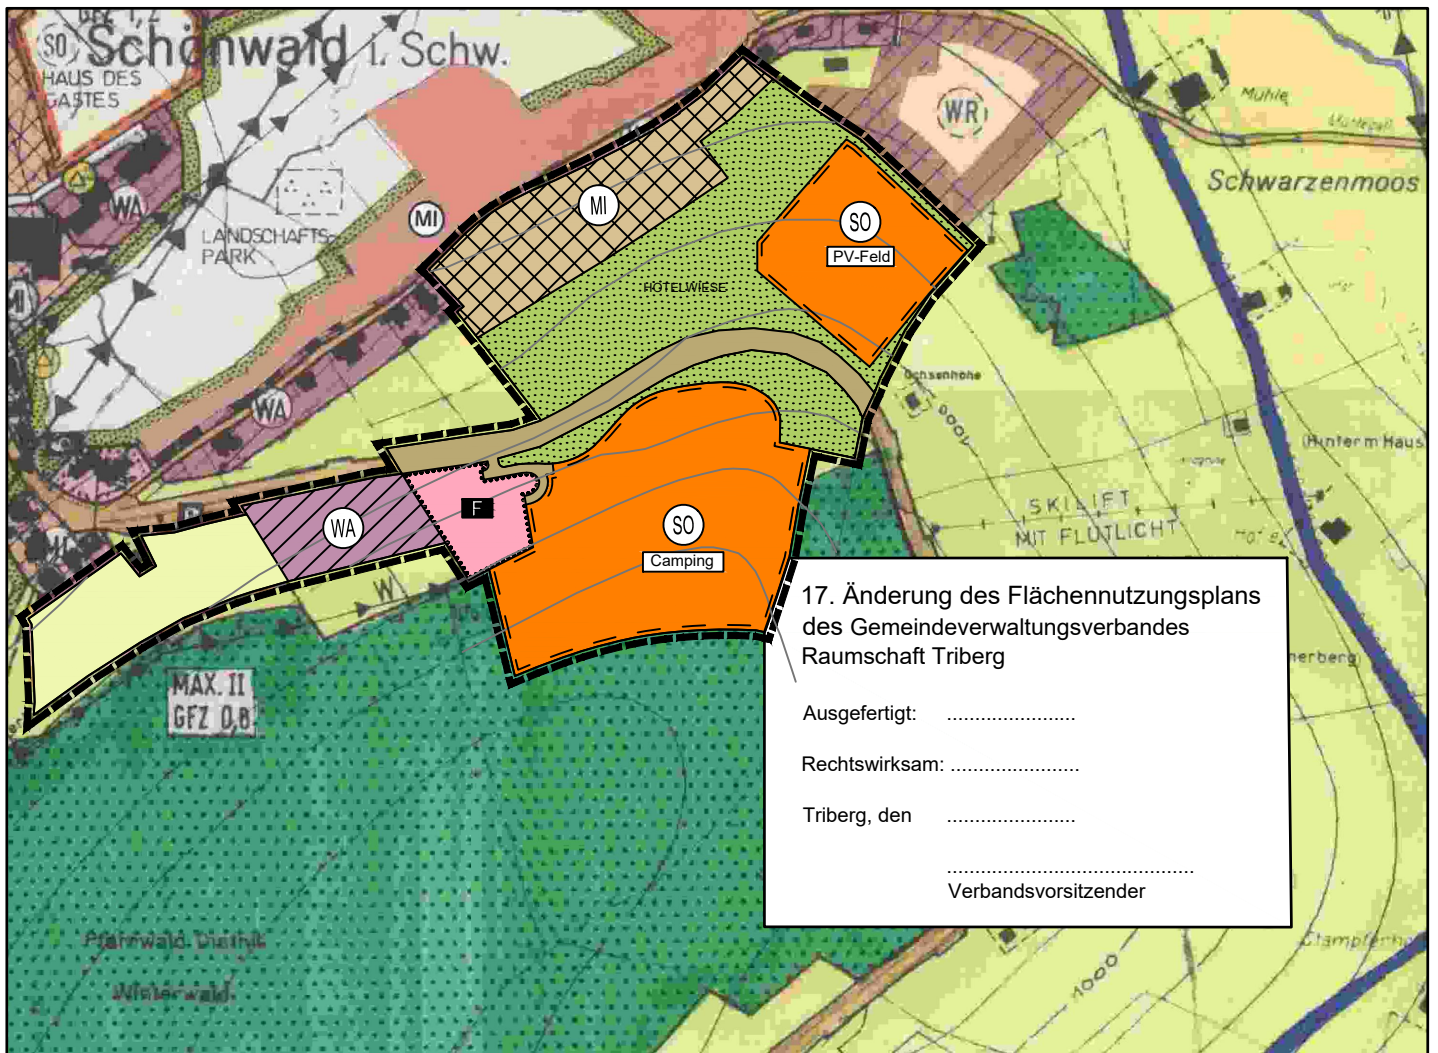 SO
Schönwald i. Schw.
HAUS DES
GASTES
WA
LANDSCHAFTS-
PARK
MI
MI
WR
Mühle
Schwarzenmoos
SO
PV-Feld
HOTELWIESE
WA
MI
Ochsenhöhe
1000
(Hinterm Haus
SKILIFT
MIT FLUTLICHT
WA
F
SO
Camping
W
MAX. II
GFZ 0,8
17. Änderung des Flächennutzungsplans
des Gemeindeverwaltungsverbandes
Raumschaft Triberg
Ausgefertigt: .......................
Rechtswirksam: .......................
Triberg, den .......................
............................................
Verbandsvorsitzender
nerberg)
Winterwald
1000